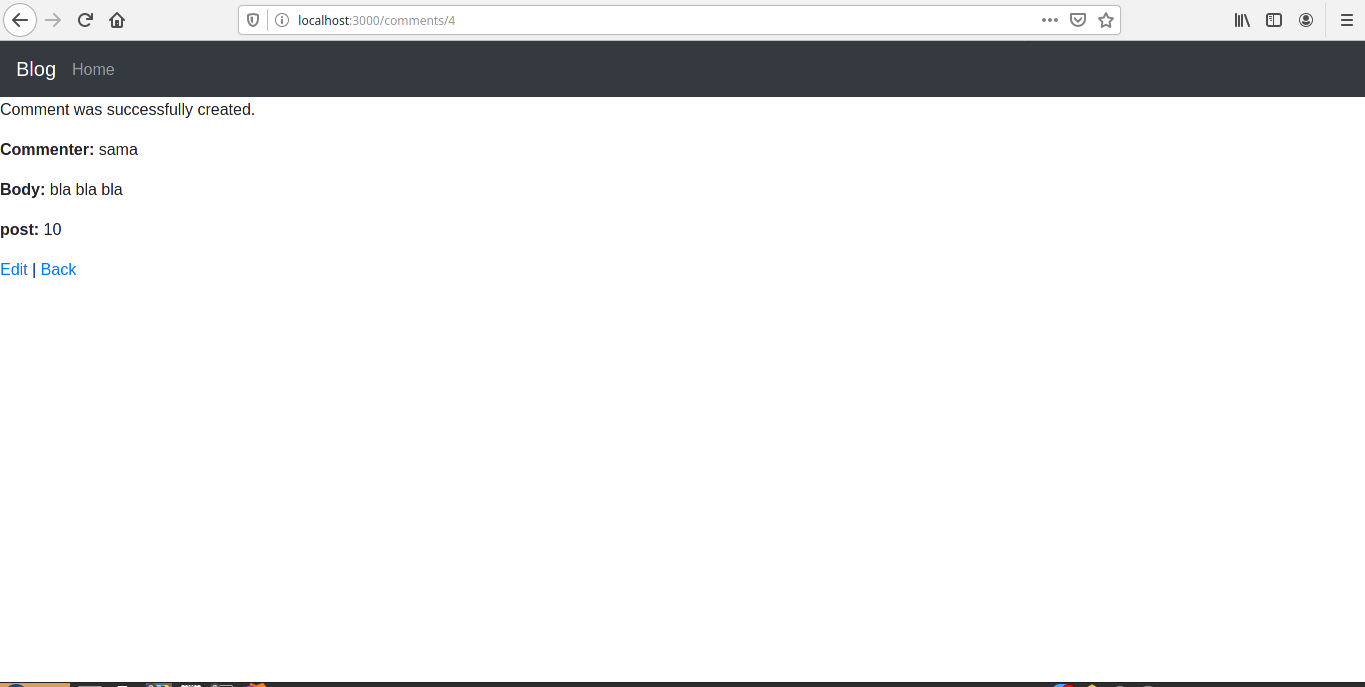 localhost:3000/comments/4
Blog Home
Comment was successfully created.
Commenter: sama
Body: bla bla bla
post: 10
Edit | Back